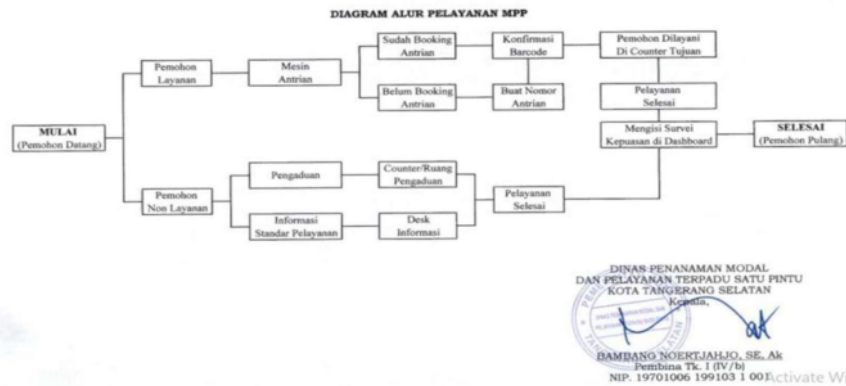 DIAGRAM ALUR PELAYANAN MPP
MULAI
(Pemohon Datang)
Pemohon
Layanan
Mesin
Antrian
Sudah Booking
Antrian
Konfirmasi
Barcode
Pemohon Dilayani
Di Counter Tujuan
Belum Booking
Antrian
Buat Nomor
Antrian
Pelayanan
Selesai
Mengisi Survei
Kepuasan di Dashboard
SELESAI
(Pemohon Pulang)
Pemohon
Non Layanan
Pengaduan
Counter/Ruang
Pengaduan
Informasi
Standar Pelayanan
Desk
Informasi
Pelayanan
Selesai
DINAS PENANAMAN MODAL
DAN PELAYANAN TERPADU SATU PINTU
KOTA TANGERANG SELATAN
Kepala,
BAMBANG NOERTJAHJO, SE, Ak
Pembina Tk. I (IV/b)
NIP. 19701006 199103 1 001
Activate Wi